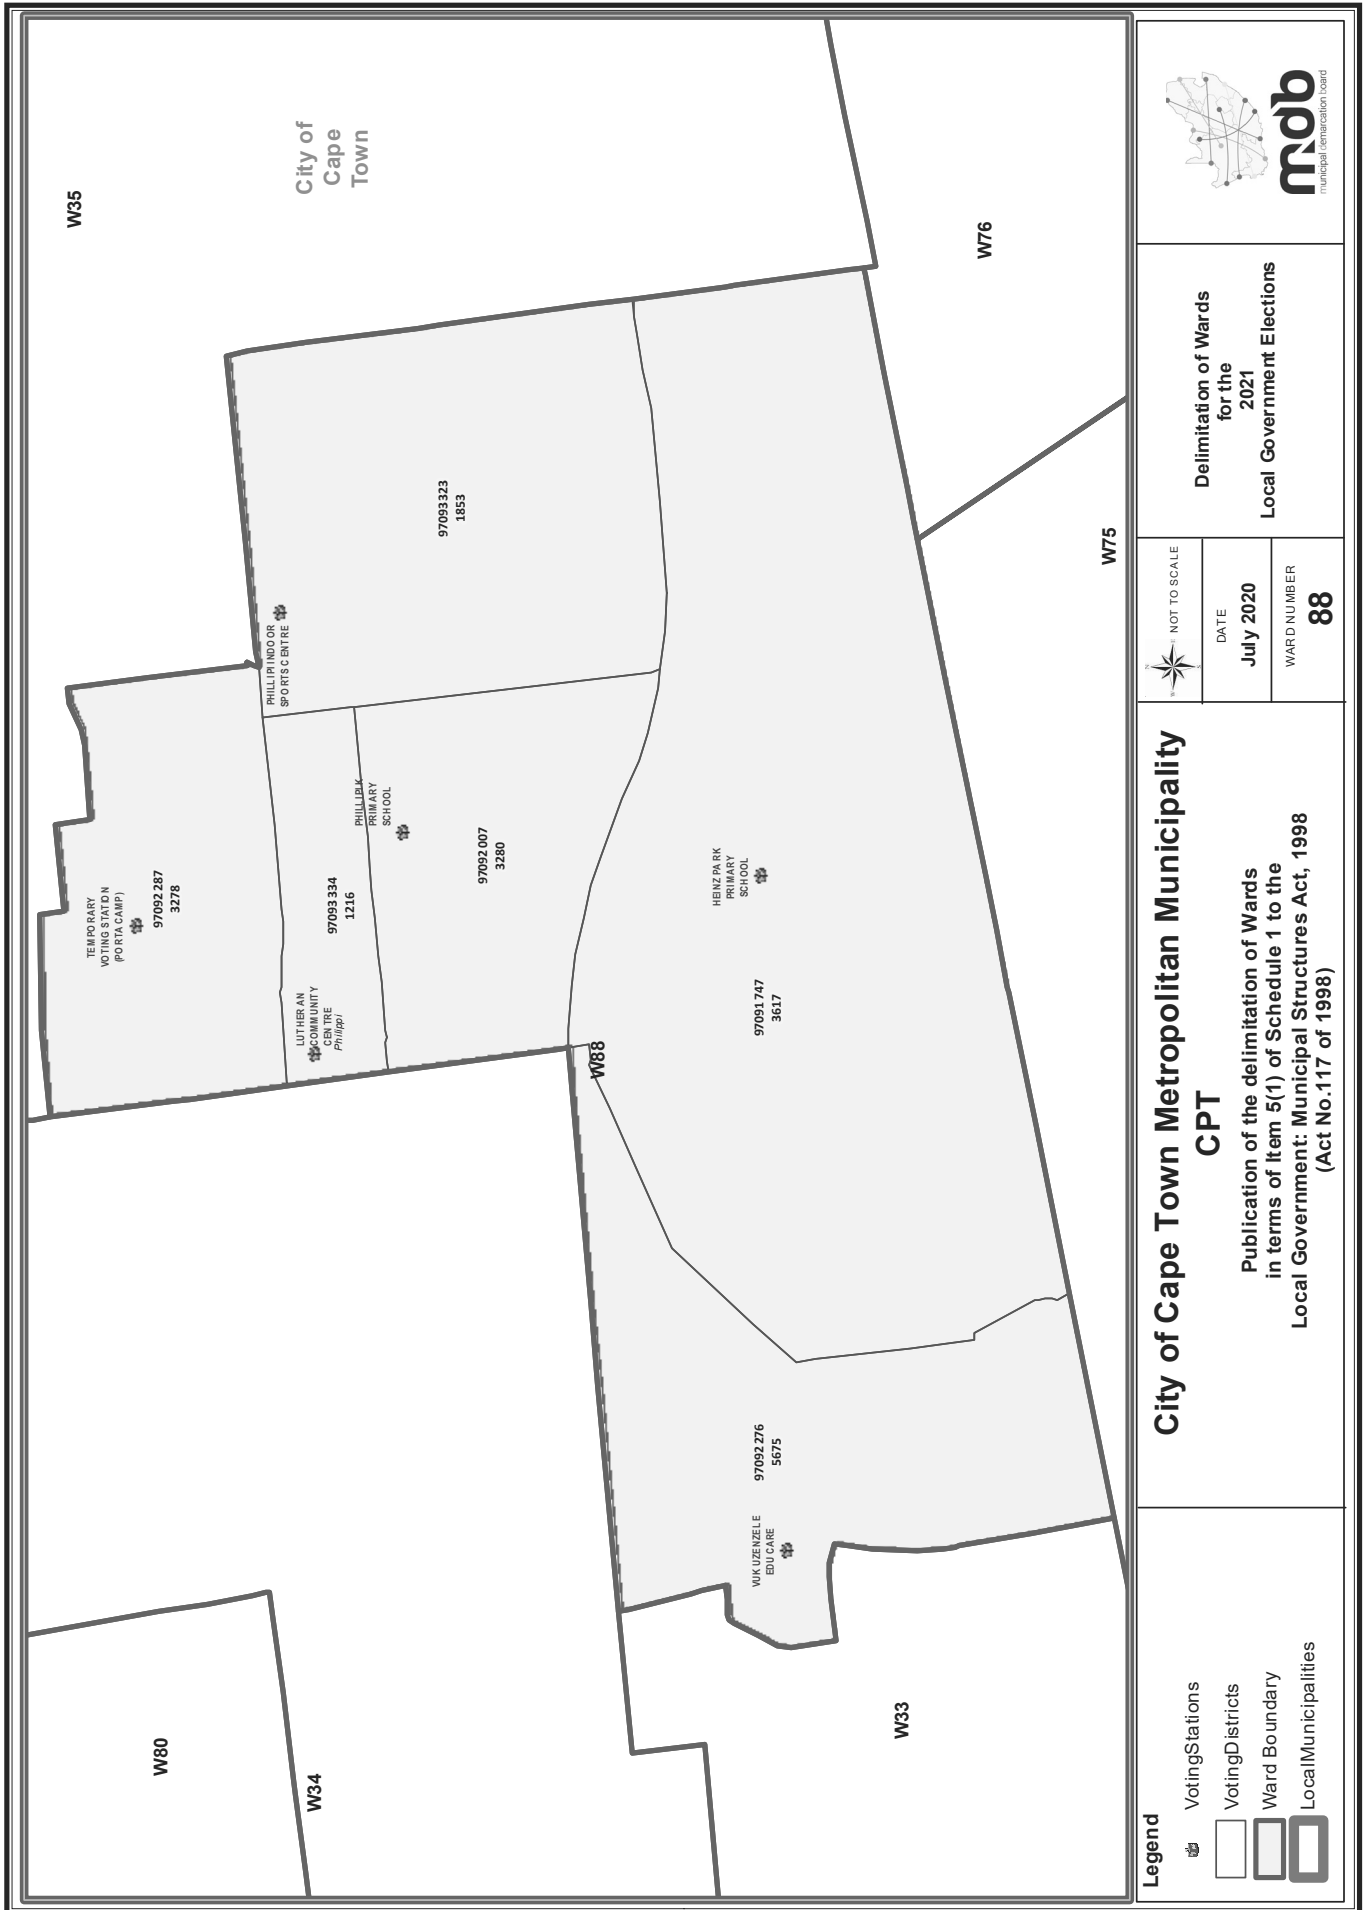 W80
W34
W35
City of
Cape
Town
TEMPORARY
VOTING STATION
(PORTA CAMP)
97092287
3278
PHILLIPI INDOOR
SPORTS CENTRE
97093323
1853
LUTHERAN
COMMUNITY
CENTRE
Philippi
97093334
1216
PRIMARY
SCHOOL
97092007
3280
W88
HEINZ PARK
PRIMARY
SCHOOL
97091747
3617
VUKUZENZELE
EDUCARE
97092276
5675
W33
W75
W76
Legend
VotingStations
VotingDistricts
Ward Boundary
LocalMunicipalities
City of Cape Town Metropolitan Municipality
CPT
Publication of the delimitation of Wards
in terms of Item 5(1) of Schedule 1 to the
Local Government: Municipal Structures Act, 1998
(Act No.117 of 1998)
N
W
E
S
NOT TO SCALE
DATE
July 2020
WARD NUMBER
88
Delimitation of Wards
for the
2021
Local Government Elections
mdb
municipal demarcation board